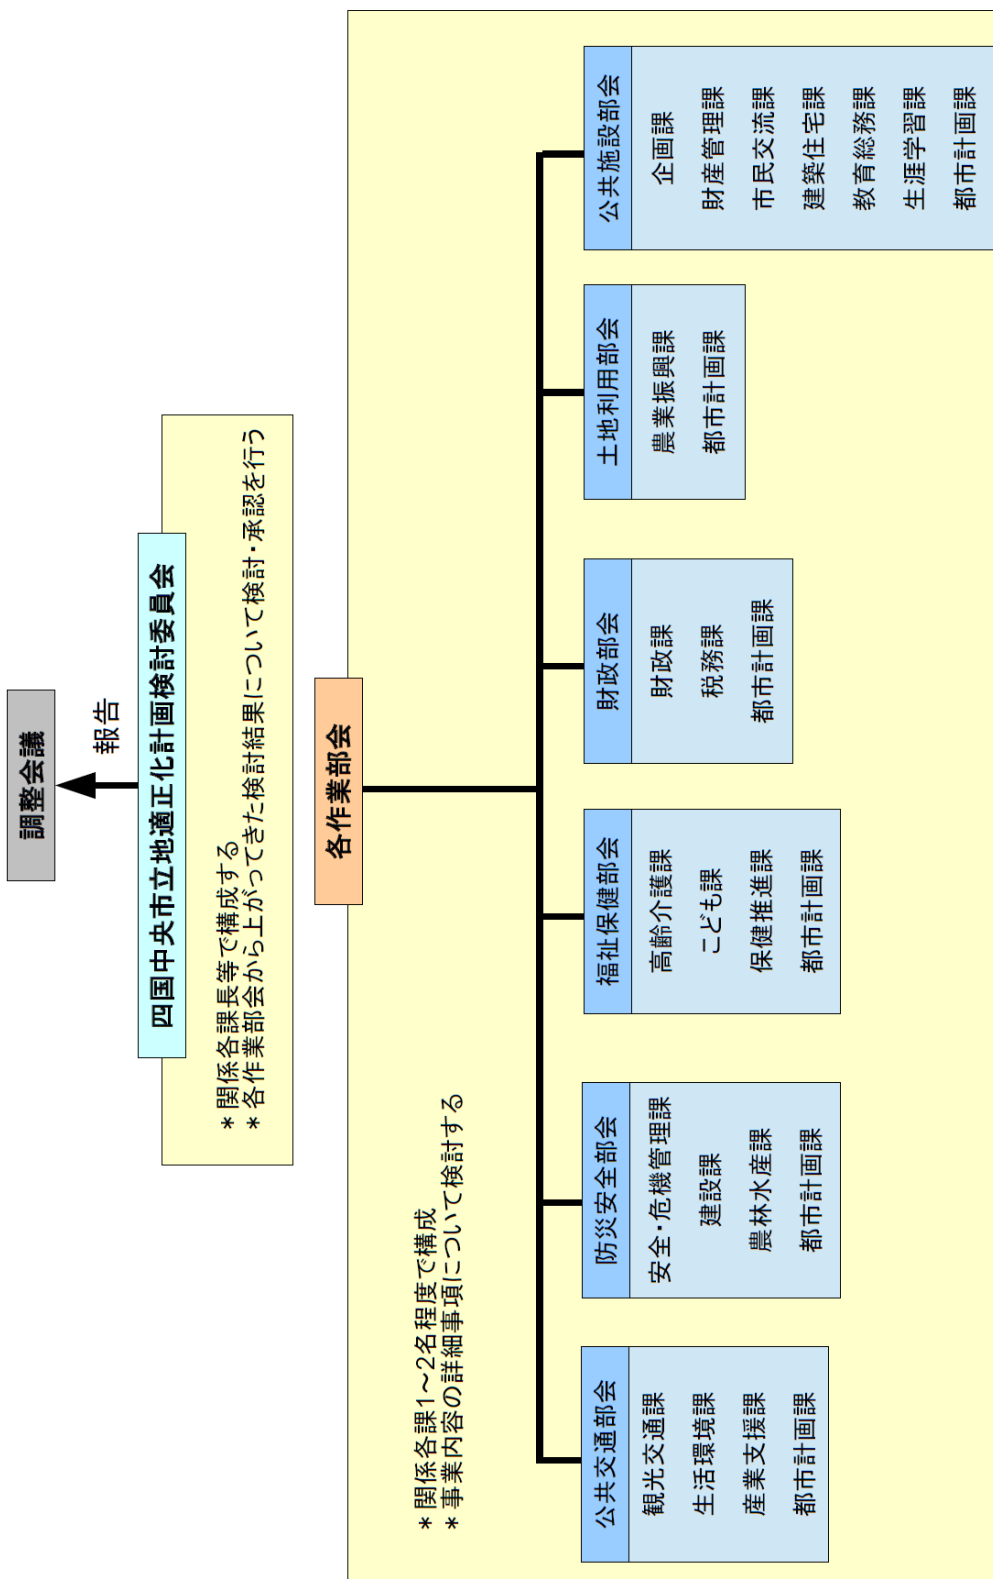 調整会議
報告
四国中央市立地適正化計画検討委員会
＊関係各課長等で構成する
＊各作業部会から上がってきた検討結果について検討・承認を行う
各作業部会
＊関係各課1～2名程度で構成
＊事業内容の詳細事項について検討する
公共交通部会
観光交通課
生活環境課
産業支援課
都市計画課
防災安全部会
安全・危機管理課
建設課
農林水産課
都市計画課
福祉保健部会
高齢介護課
こども課
保健推進課
都市計画課
財政部会
財政課
税務課
都市計画課
土地利用部会
農業振興課
都市計画課
公共施設部会
企画課
財産管理課
市民交流課
建築住宅課
教育総務課
生涯学習課
都市計画課